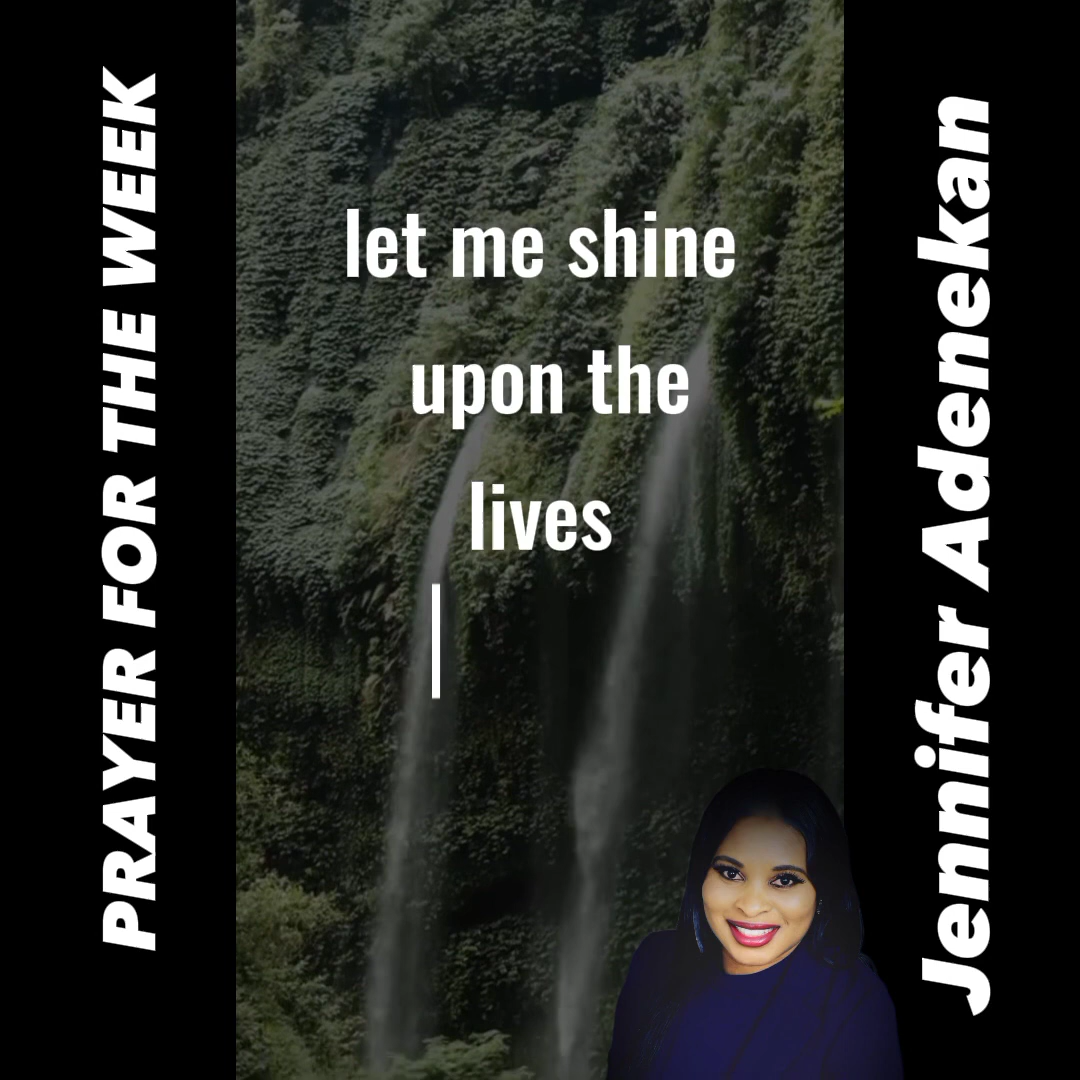 PRAYER FOR THE WEEK
let me shine
upon the
lives
Jennifer Adenekan